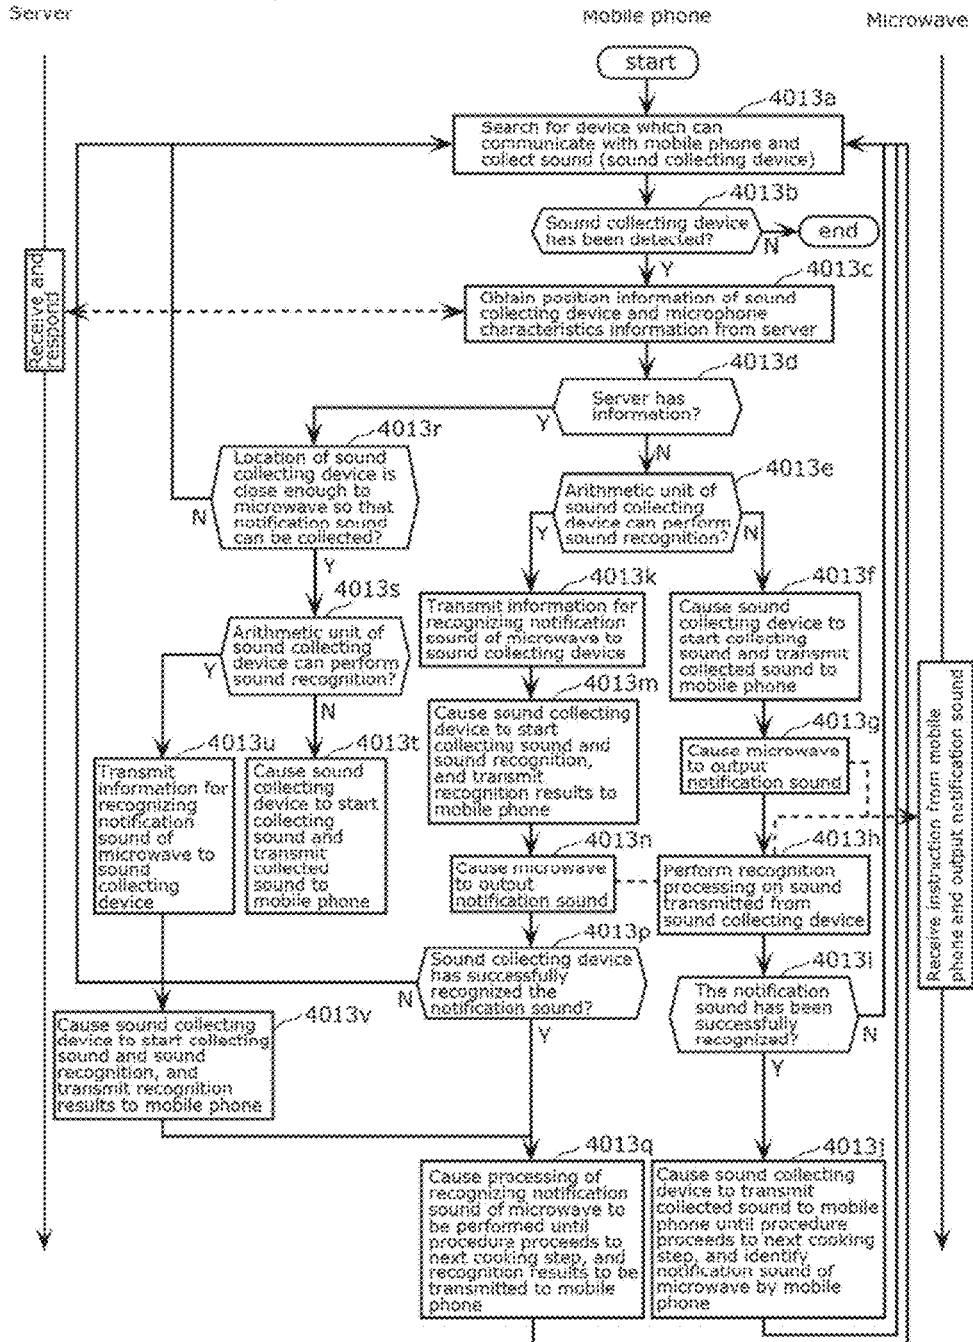 Server
Mobile phone
Microwave
start
4013a
Search for device which can
communicate with mobile phone and
collect sound (sound collecting device)
4013b
Sound collecting device
has been detected?
N
end
Y
4013c
Receive and
respond
Obtain position information of sound
collecting device and microphone
characteristics information from server
4013d
Server has
information?
Y
N
4013r
Location of sound
collecting device is
close enough to
microwave so that
notification sound
can be collected?
N
Y
4013e
Arithmetic unit of
sound collecting
device can perform
sound recognition?
Y
N
4013s
Arithmetic unit of
sound collecting
device can perform
sound recognition?
Y
N
4013k
Transmit information for
recognizing notification
sound of microwave to
sound collecting device
4013f
Cause sound
collecting device to
start collecting
sound and transmit
collected sound to
mobile phone
4013m
Cause sound collecting
device to start
collecting sound and
sound recognition,
and transmit
recognition results to
mobile phone
4013g
Cause microwave
to output
notification sound
4013u
Transmit
information for
recognizing
notification
sound of
microwave to
sound
collecting
device
4013t
Cause sound
collecting
device to start
collecting
sound and
transmit
collected
sound to
mobile phone
4013n
Cause microwave
to output
notification sound
4013h
Perform recognition
processing on sound
transmitted from
sound collecting device
Receive instruction from mobile
phone and output notification sound
4013p
Sound collecting device
has successfully
recognized the
notification sound?
N
Y
4013i
The notification
sound has been
successfully
recognized?
N
Y
4013v
Cause sound collecting
device to start collecting
sound and sound
recognition, and
transmit recognition
results to mobile phone
4013q
Cause processing of
recognizing notification
sound of microwave to
be performed until
procedure proceeds to
next cooking step, and
recognition results to be
transmitted to mobile
phone
4013j
Cause sound collecting
device to transmit
collected sound to mobile
phone until procedure
proceeds to next cooking
step, and identify
notification sound of
microwave by mobile
phone